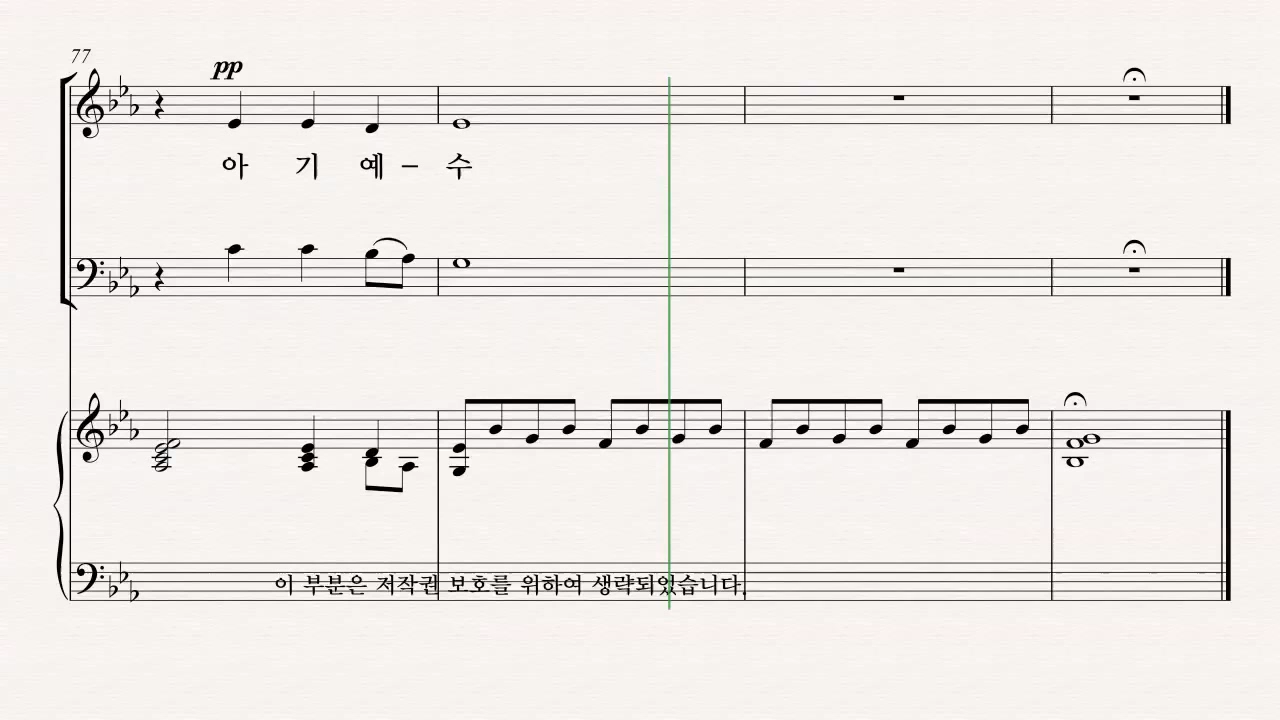 77
pp
아 기 예 – 수
이 부분은 저작권 보호를 위하여 생략되었습니다.